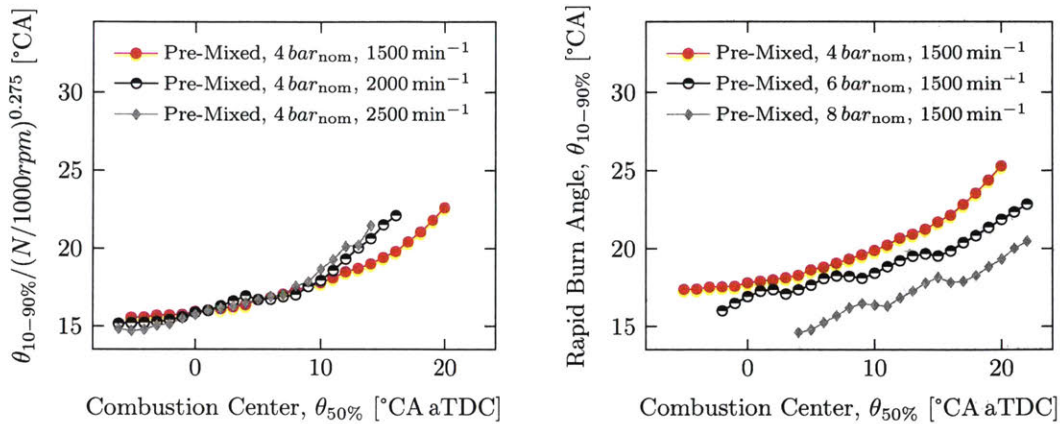 θ10−90%/(N/1000rpm)^0.275 [°CA]
Pre-Mixed, 4 barnom, 1500 min−1
Pre-Mixed, 4 barnom, 2000 min−1
Pre-Mixed, 4 barnom, 2500 min−1
30
25
20
15
0 10 20
Combustion Center, θ50% [°CA aTDC]
Rapid Burn Angle, θ10−90% [°CA]
Pre-Mixed, 4 barnom, 1500 min−1
Pre-Mixed, 6 barnom, 1500 min−1
Pre-Mixed, 8 barnom, 1500 min−1
30
25
20
15
0 10 20
Combustion Center, θ50% [°CA aTDC]